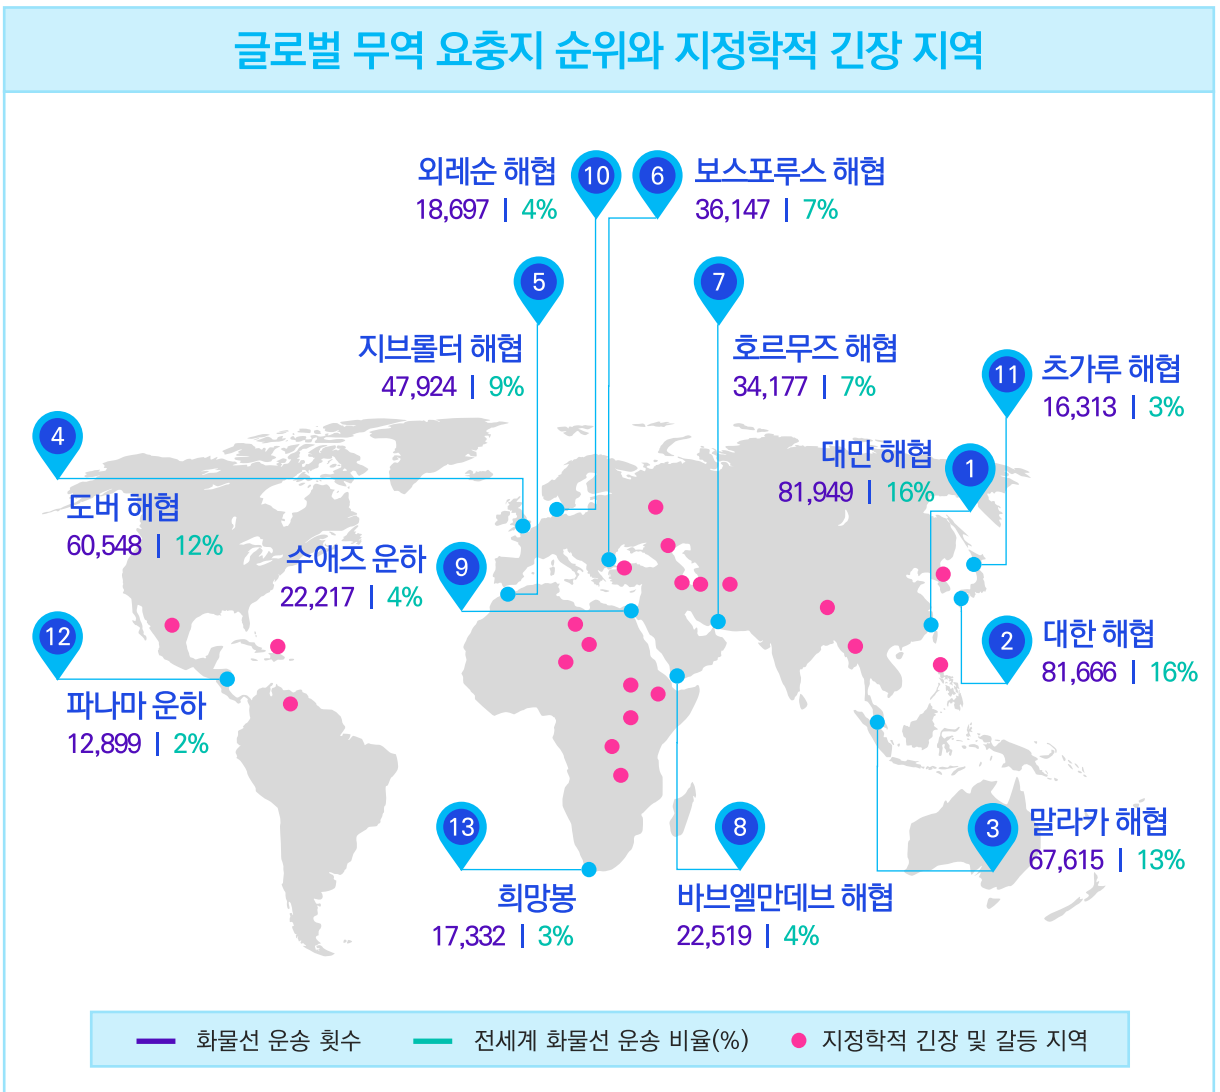 글로벌 무역 요충지 순위와 지정학적 긴장 지역
외레순 해협
10
18,697 | 4%
6
보스포루스 해협
36,147 | 7%
5
지브롤터 해협
47,924 | 9%
7
호르무즈 해협
34,177 | 7%
11
츠가루 해협
16,313 | 3%
4
도버 해협
60,548 | 12%
대만 해협
1
81,949 | 16%
수애즈 운하
9
22,217 | 4%
12
파나마 운하
12,899 | 2%
2
대한 해협
81,666 | 16%
13
희망봉
17,332 | 3%
8
바브엘만데브 해협
22,519 | 4%
3
말라카 해협
67,615 | 13%
화물선 운송 횟수
전세계 화물선 운송 비율(%)
지정학적 긴장 및 갈등 지역